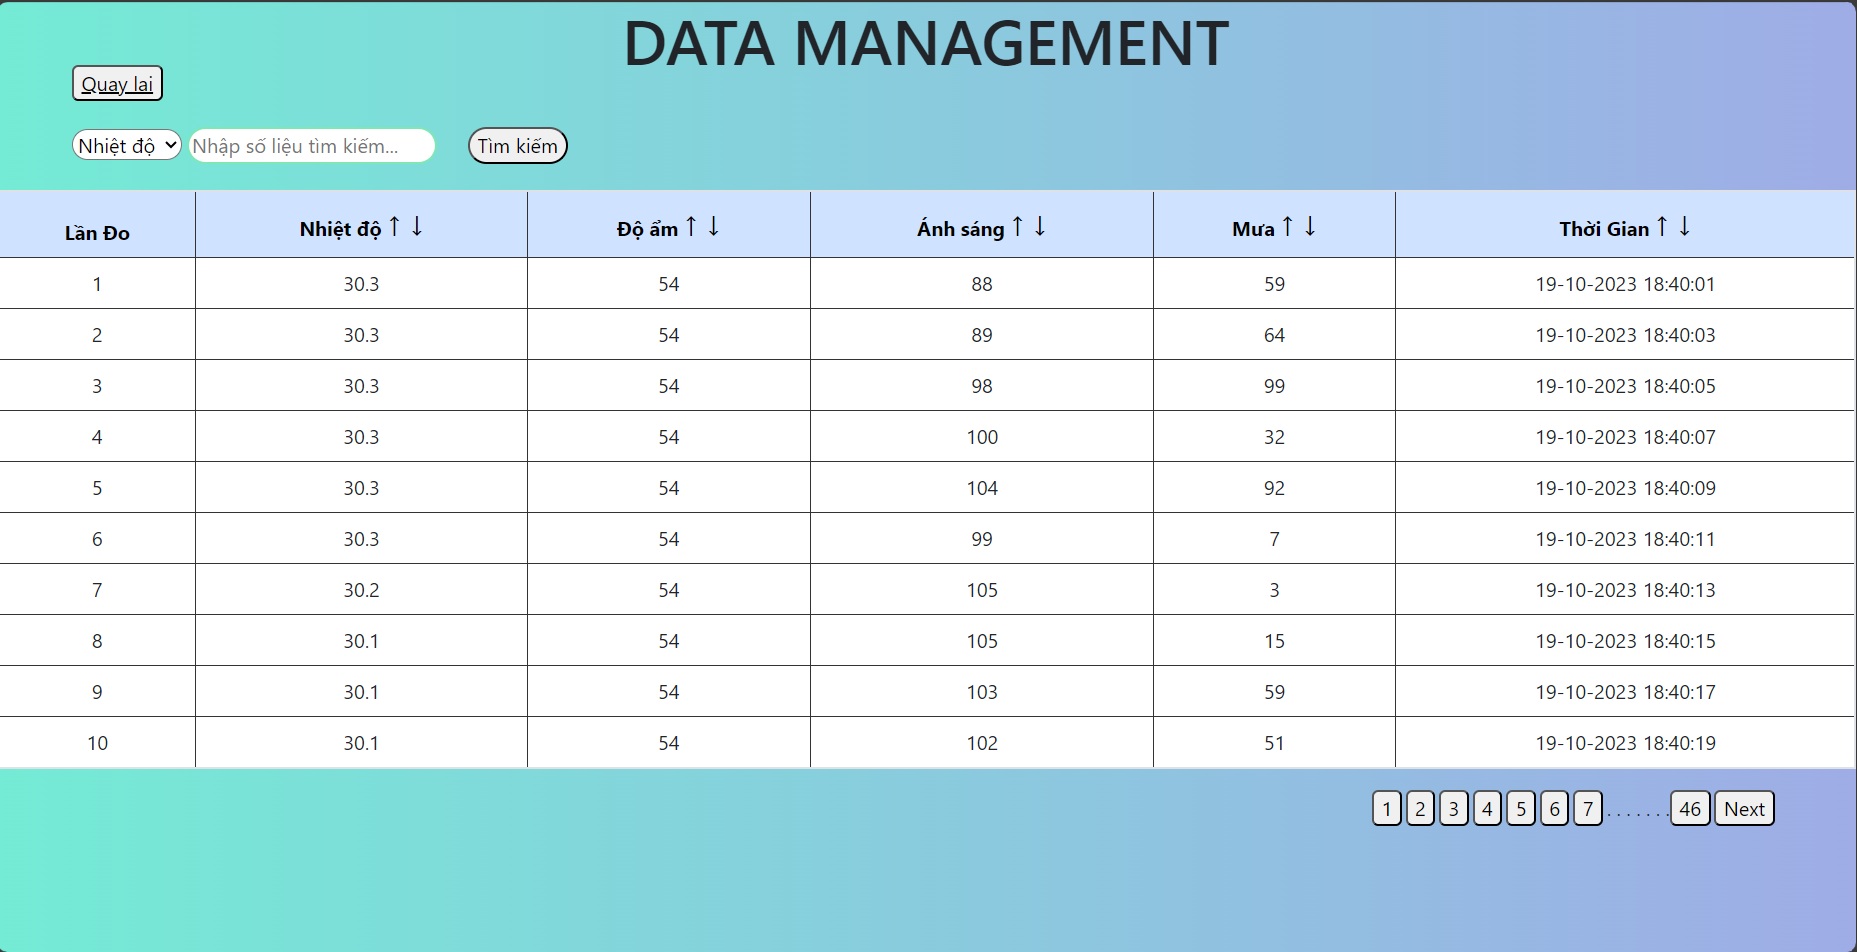 DATA MANAGEMENT
Quay lai
Nhiệt độ Nhập số liệu tìm kiếm... Tìm kiếm
Lần Đo Nhiệt độ ↑ ↓ Độ ẩm ↑ ↓ Ánh sáng ↑ ↓ Mưa ↑ ↓ Thời Gian ↑ ↓
1 30.3 54 88 59 19-10-2023 18:40:01
2 30.3 54 89 64 19-10-2023 18:40:03
3 30.3 54 98 99 19-10-2023 18:40:05
4 30.3 54 100 32 19-10-2023 18:40:07
5 30.3 54 104 92 19-10-2023 18:40:09
6 30.3 54 99 7 19-10-2023 18:40:11
7 30.2 54 105 3 19-10-2023 18:40:13
8 30.1 54 105 15 19-10-2023 18:40:15
9 30.1 54 103 59 19-10-2023 18:40:17
10 30.1 54 102 51 19-10-2023 18:40:19
1 2 3 4 5 6 7 ....... 46 Next